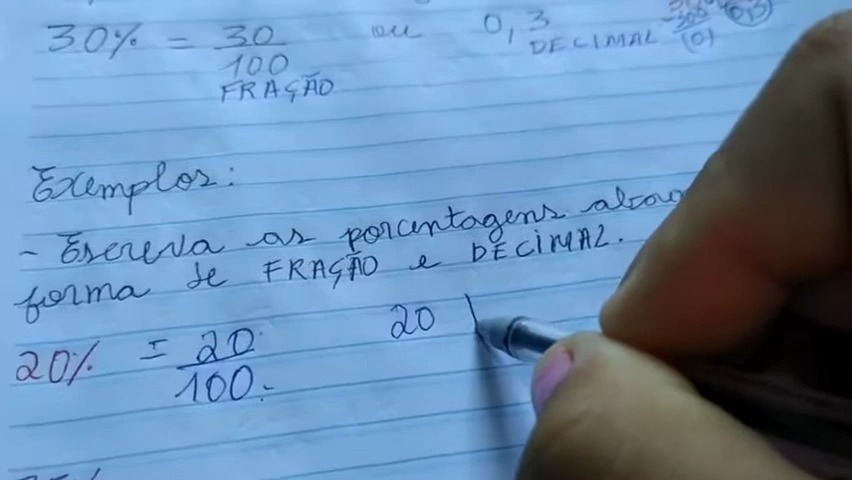 30% = 30/100 ou 0,3
FRAÇÃO DECIMAL
Exemplos:
- Escreva as porcentagens
forma de FRAÇÃO e DECIMAL.
20% = 20/100. 20